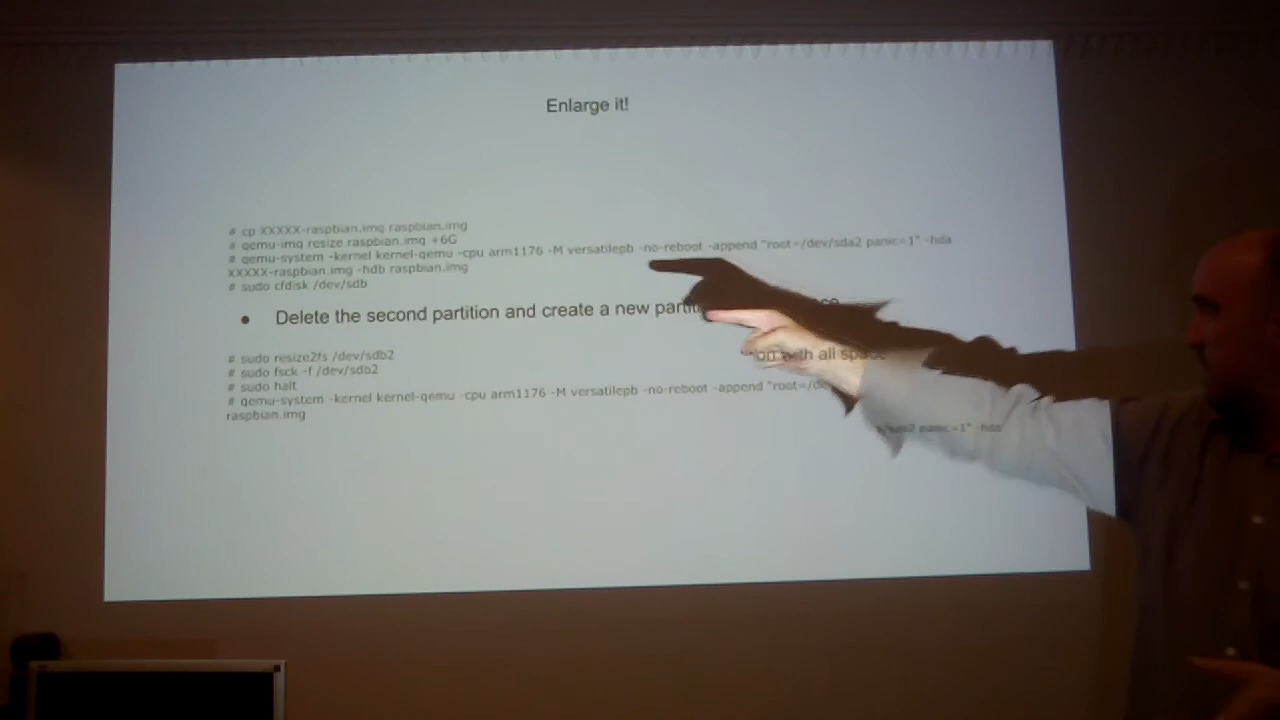 Enlarge it!
# cp XXXXX-raspbian.img raspbian.img
# qemu-img resize raspbian.img +6G
# qemu-system -kernel kernel-qemu -cpu arm1176 -M versatilepb -no-reboot -append "root=/dev/sda2 panic=1" -hda
XXXXX-raspbian.img -hdb raspbian.img
# sudo cfdisk /dev/sdb
● Delete the second partition and create a new partition with all space
# sudo resize2fs /dev/sdb2
# sudo fsck -f /dev/sdb2
# sudo halt
# qemu-system -kernel kernel-qemu -cpu arm1176 -M versatilepb -no-reboot -append "root=/dev/sda2 panic=1" -hda
raspbian.img